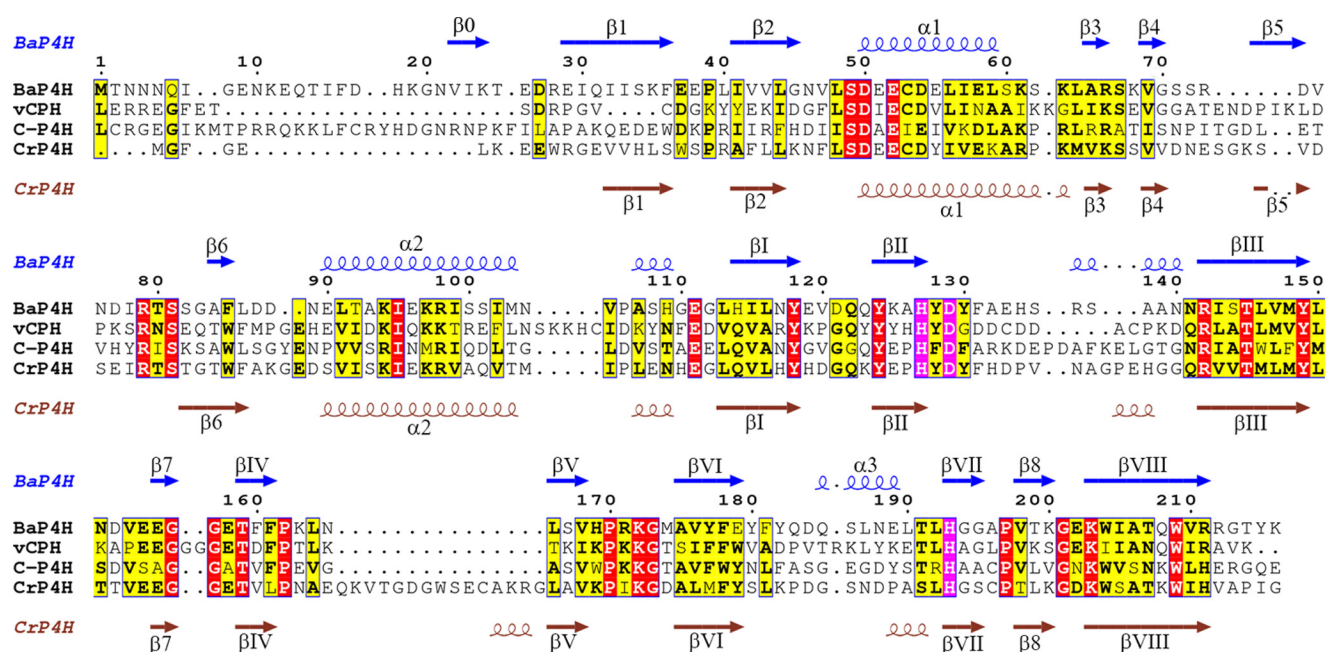 β0 β1 β2 α1 β3 β4 β5
BaP4H
1 10 20 30 40 50 60 70
BaP4H MTNNNQI.GENKEQTIFD..HKGNVIKT.EDREIQIISKFEEPLIVVLGNVLSDEECDELIELSKS.KLARSKVGSSR....DV
vCPH LERREGFET..................SDRPGV....CDGKYYEKIDGFLSDIECDVLINAAIKKGLIKSEVGGATENDPIKLD
C-P4H LCRGEGIKMTPRRQKKLFCRYHDGNRNPKFILAPAKQEDEWDKPRIIRFHDIISDAEIEIVKDLAKP.RLRRATISNPITGDL..ET
CrP4H ...MGF..GE..............LK.EEWRGEVVHLSWSPRAFLLKNFLSDEECDYIVEKARP.KMVKSSVVDNESGKS..VD
CrP4H
β1 β2 α1 β3 β4 β5
β6 α2 βI βII βIII
BaP4H
80 90 100 110 120 130 140 150
BaP4H NDIRTSSGAFLDD..NELTAKIEKRISSIMN.....VPASHGEGLHILNYEVDQQYKAHYDYFAEHS..RS...AANNRISTLVMYL
vCPH PKSRNSEQTWFMPGEHEVIDKIQKKTREFLNSKKHCIDKYNFEDVQVARYKPGQYYYHHYDGDDCDD.....ACPKDQRLATLMVYL
C-P4H VHYRISKSAWLSGYENPVVSRINMRIQDLTG.....LDVSTAEELQVANYGVGGQYEPHFDFARKDEPDAFKELGTGNRIATWLFYM
CrP4H SEIRTSTGTWFAKGEDSVISKIEKRVAQVTM.....IPLENHEGLQVLHYHDGQKYEPHYDYFHDPV..NAGPEHGGQRVVTMLMYL
CrP4H
β6 α2 βI βII βIII
β7 βIV βV βVI α3 βVII β8 βVIII
BaP4H
160 170 180 190 200 210
BaP4H NDVEEG..GETFFPKLN...............LSVHPRKGMAVYFEYFYQDQ.SLNELTLHGGAPVTKGEKWIATQWVRRGTYK
vCPH KAPEEGGGGETDFPTLK...............TKIKPKKGTSIFFWVADPVTRKLYKETLHAGLPVKSGEKIIANQWIRAVK..
C-P4H SDVSAG..GATVFPEVG...............ASVWPKKGTAVFWYNLFASG.EGDYSTRHAACPVLVGNKWVSNKWLHERGQE
CrP4H TTVEEG..GETVLPNAEQKVTGDGWSECAKRGLAVKPIKGDALMFYSLKPDG.SNDPASLHGSCPTLKGDKWSATKWIHVAPIG
CrP4H
β7 βIV βV βVI βVII β8 βVIII